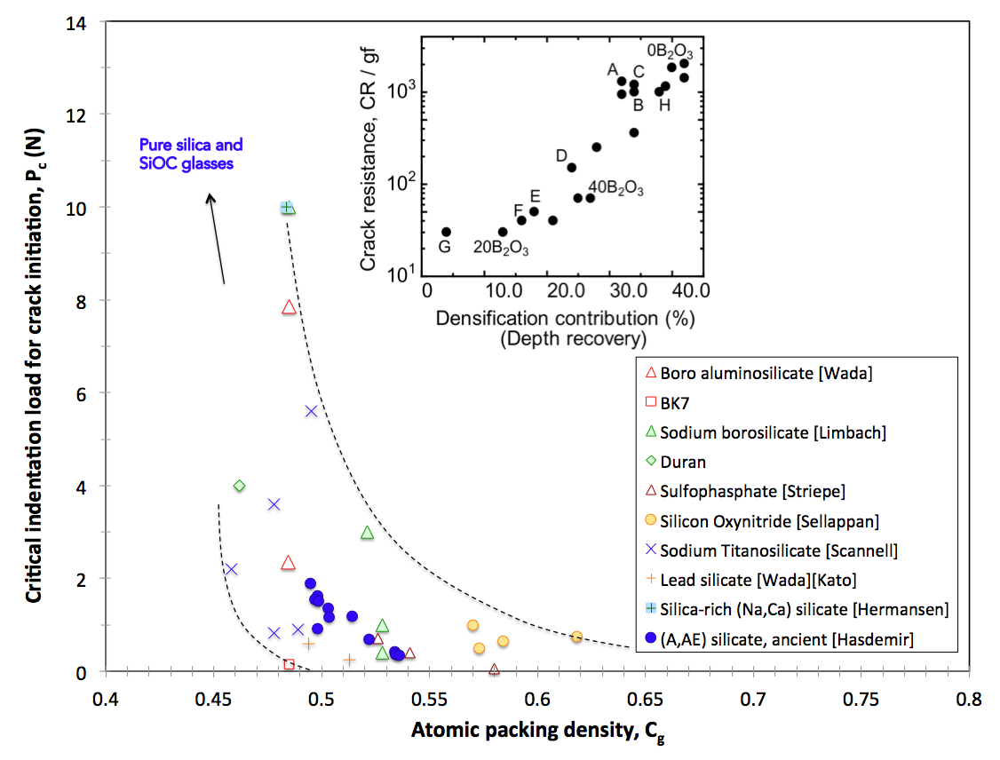 14
12
10
8
6
4
2
0
Critical indentation load for crack initiation, Pc (N)
Pure silica and
SiOC glasses
Crack resistance, CR / gf
10³
10²
10¹
0B₂O₃
A
C
B
H
D
40B₂O₃
E
F
G
20B₂O₃
0 10.0 20.0 30.0 40.0
Densification contribution (%)
(Depth recovery)
Boro aluminosilicate [Wada]
BK7
Sodium borosilicate [Limbach]
Duran
Sulfophasphate [Striepe]
Silicon Oxynitride [Sellappan]
Sodium Titanosilicate [Scannell]
Lead silicate [Wada][Kato]
Silica-rich (Na,Ca) silicate [Hermansen]
(A,AE) silicate, ancient [Hasdemir]
0.4 0.45 0.5 0.55 0.6 0.65 0.7 0.75 0.8
Atomic packing density, Cg